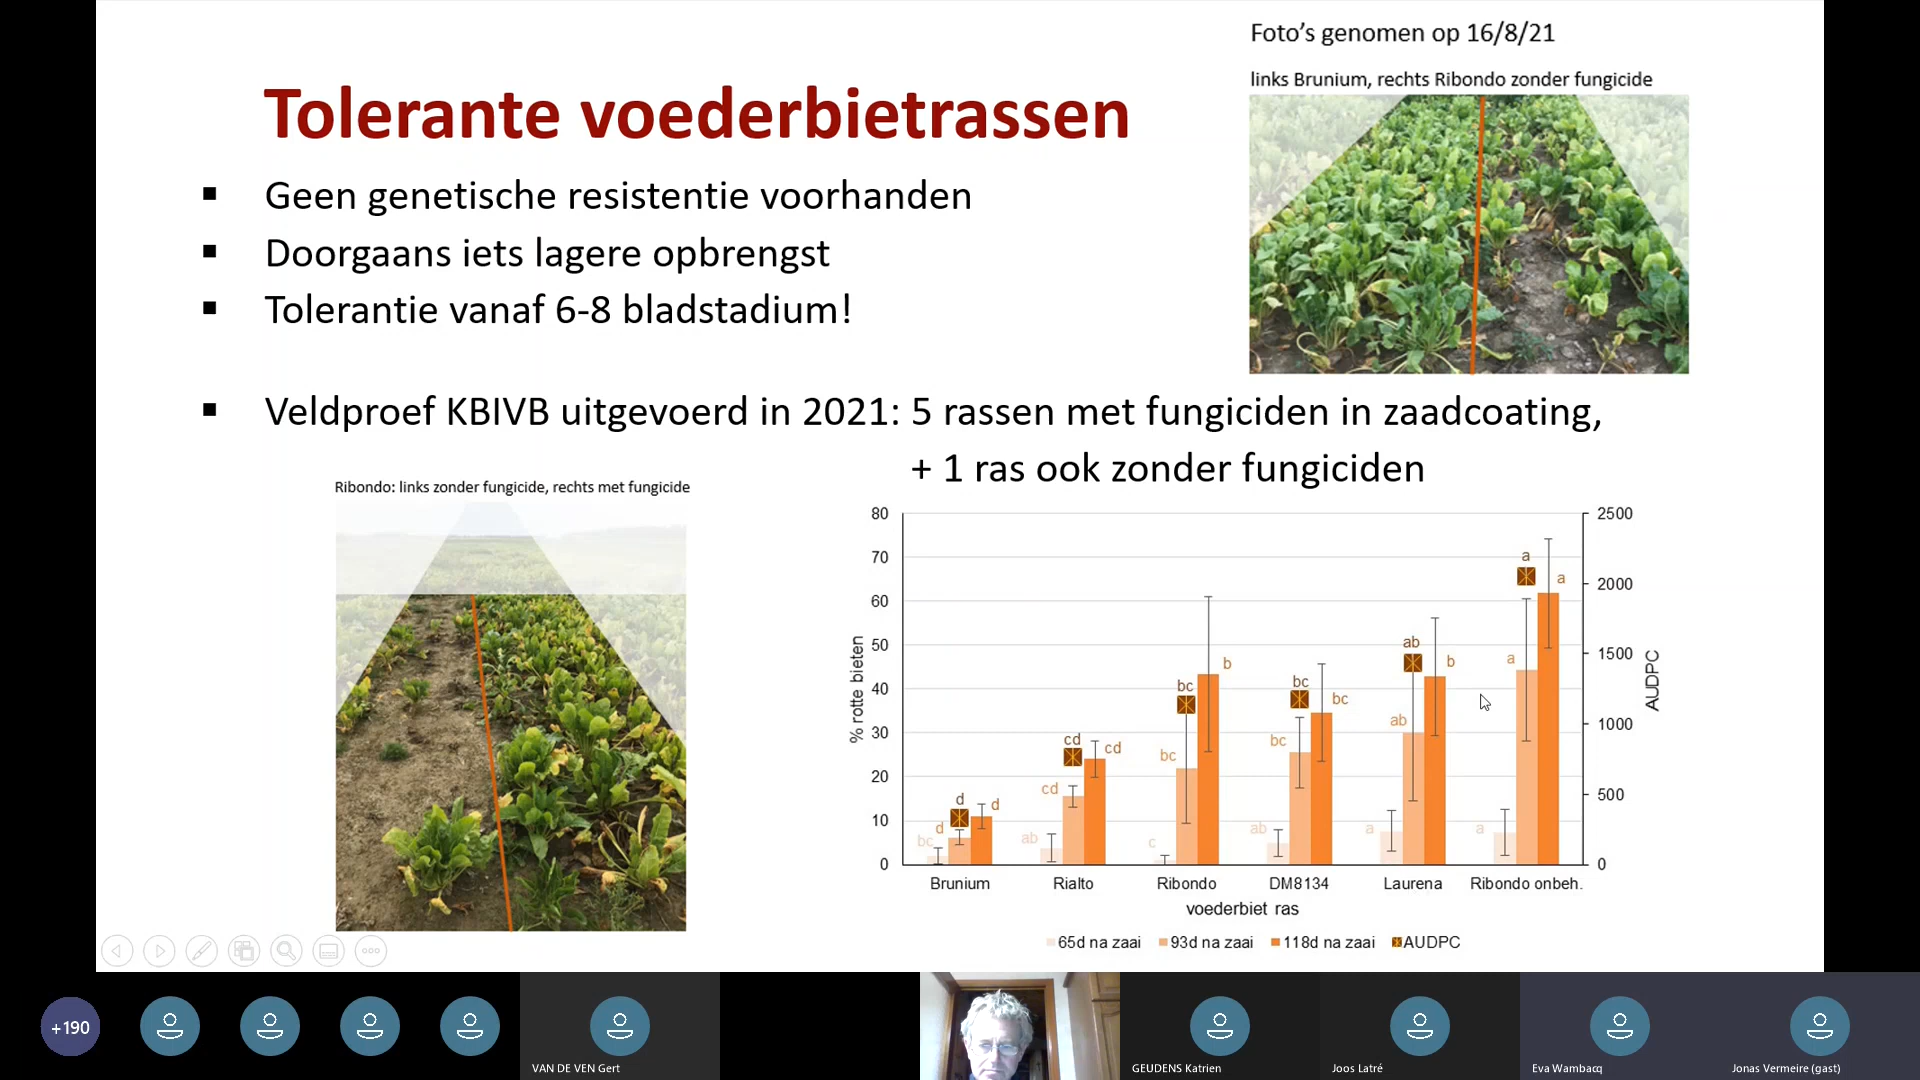 Foto's genomen op 16/8/21
links Brunium, rechts Ribondo zonder fungicide
Tolerante voederbietrassen
▪ Geen genetische resistentie voorhanden
▪ Doorgaans iets lagere opbrengst
▪ Tolerantie vanaf 6-8 bladstadium!
▪ Veldproef KBIVB uitgevoerd in 2021: 5 rassen met fungiciden in zaadcoating,
+ 1 ras ook zonder fungiciden
Ribondo: links zonder fungicide, rechts met fungicide
% rotte bieten
80
70
60
50
40
30
20
10
0
2500
2000
1500
1000
500
0
AUDPC
bc d d d
ab cd cd cd
c bc bc b
ab bc bc bc
a ab ab b
a a a a
Brunium Rialto Ribondo DM8134 Laurena Ribondo onbeh.
voederbiet ras
65d na zaai 93d na zaai 118d na zaai AUDPC
+190
VAN DE VEN Gert
GEUDENS Katrien
Joos Latré
Eva Wambacq
Jonas Vermeire (gast)